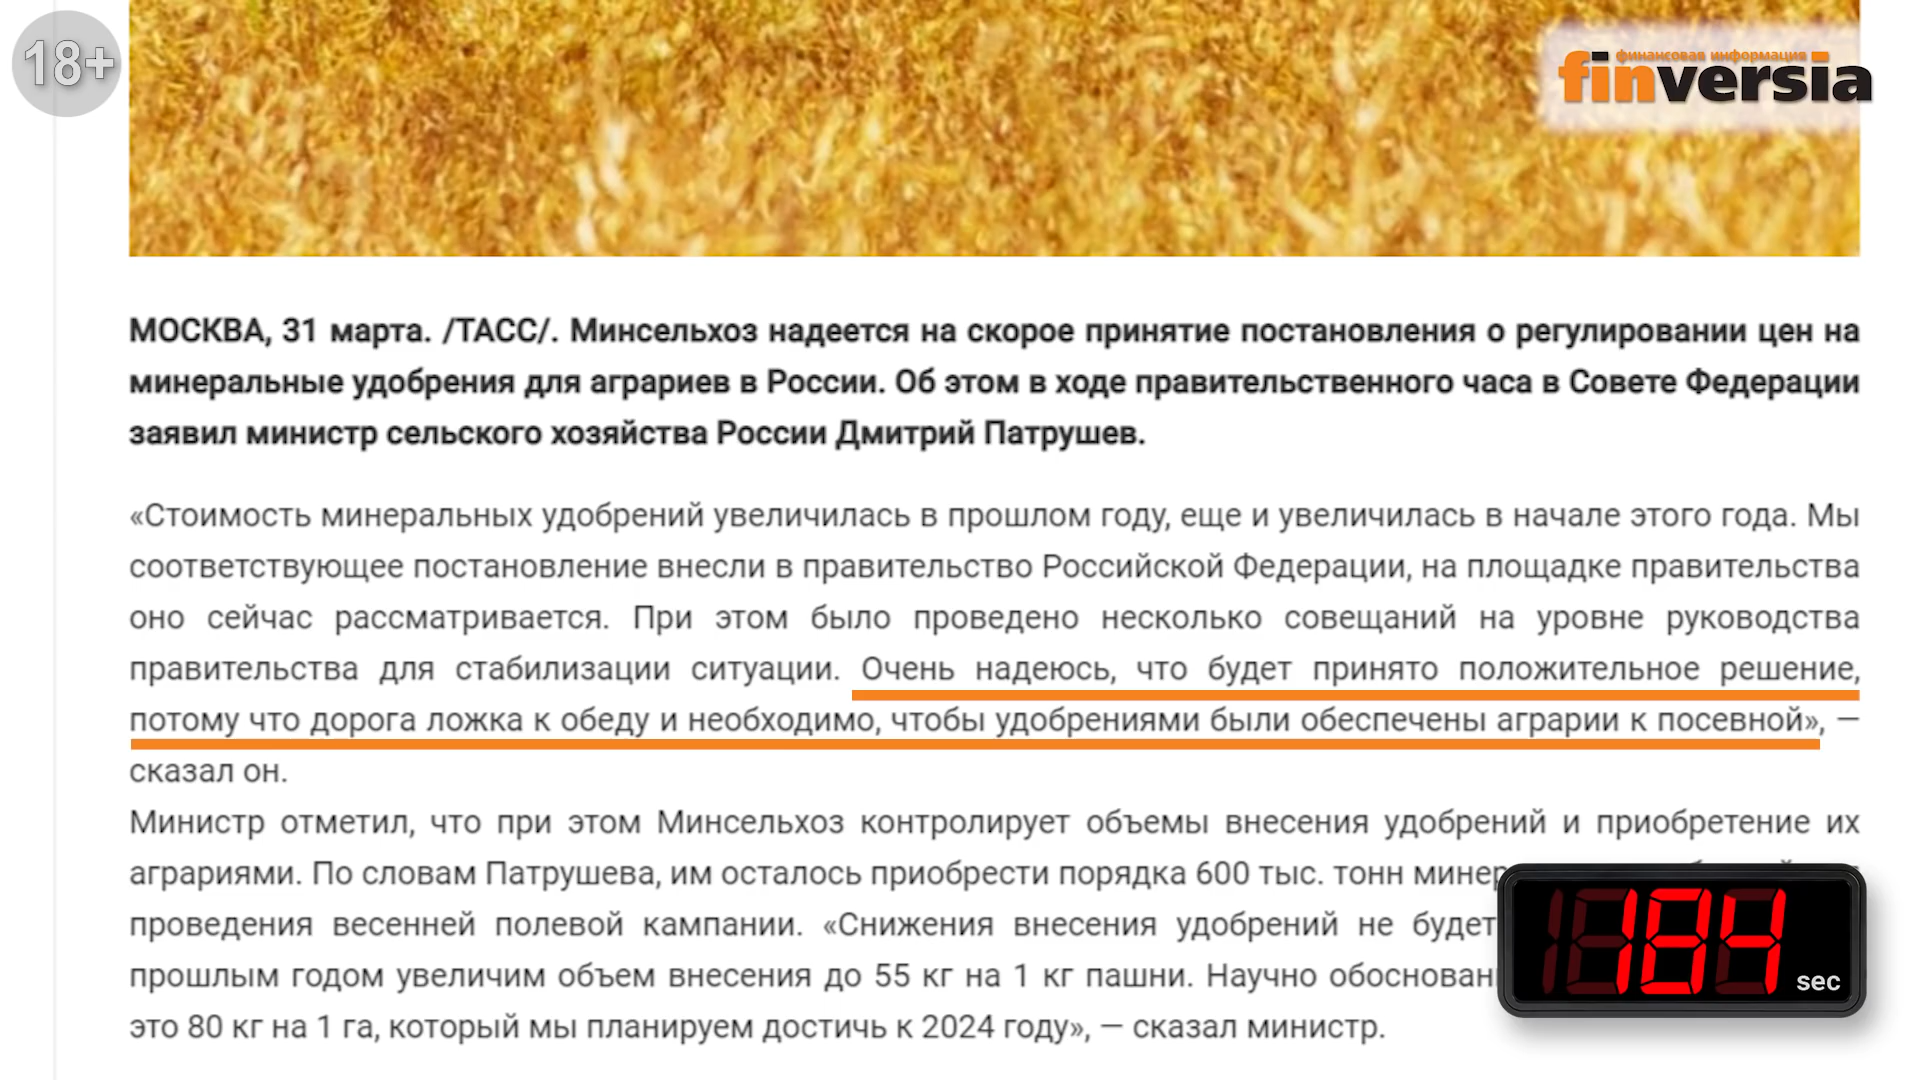 18+
финансовая информация
finversia
МОСКВА, 31 марта. /ТАСС/. Минсельхоз надеется на скорое принятие постановления о регулировании цен на
минеральные удобрения для аграриев в России. Об этом в ходе правительственного часа в Совете Федерации
заявил министр сельского хозяйства России Дмитрий Патрушев.
«Стоимость минеральных удобрений увеличилась в прошлом году, еще и увеличилась в начале этого года. Мы
соответствующее постановление внесли в правительство Российской Федерации, на площадке правительства
оно сейчас рассматривается. При этом было проведено несколько совещаний на уровне руководства
правительства для стабилизации ситуации. Очень надеюсь, что будет принято положительное решение,
потому что дорога ложка к обеду и необходимо, чтобы удобрениями были обеспечены аграрии к посевной», —
сказал он.
Министр отметил, что при этом Минсельхоз контролирует объемы внесения удобрений и приобретение их
аграриями. По словам Патрушева, им осталось приобрести порядка 600 тыс. тонн
проведения весенней полевой кампании. «Снижения внесения удобрений не будет
прошлым годом увеличим объем внесения до 55 кг на 1 кг пашни. Научно
это 80 кг на 1 га, который мы планируем достичь к 2024 году», — сказал министр.
184 sec